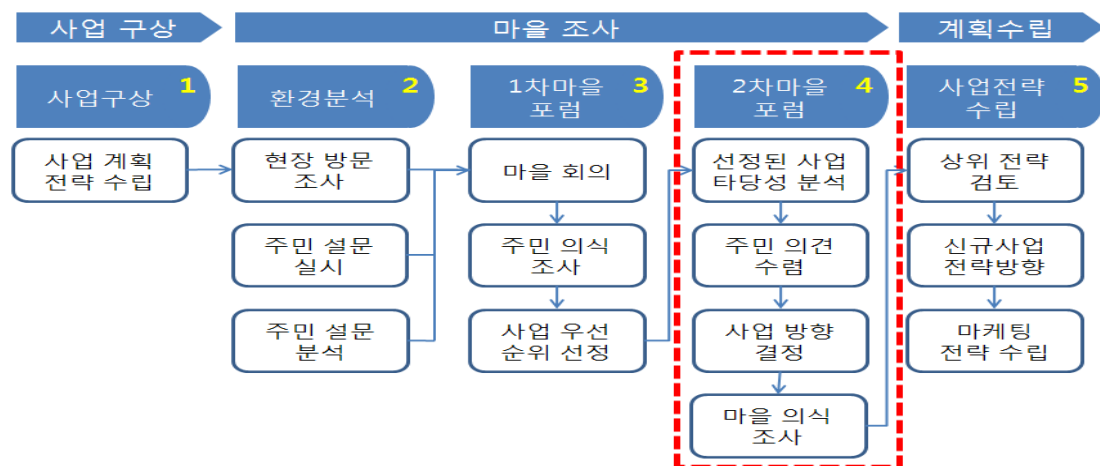 사업 구상
마을 조사
계획수립
사업구상 1
환경분석 2
1차마을 3
포럼
2차마을 4
포럼
사업전략 5
수립
사업 계획
전략 수립
현장 방문
조사
주민 설문
실시
주민 설문
분석
마을 회의
주민 의식
조사
사업 우선
순위 선정
선정된 사업
타당성 분석
주민 의견
수렴
사업 방향
결정
마을 의식
조사
상위 전략
검토
신규사업
전략방향
마케팅
전략 수립